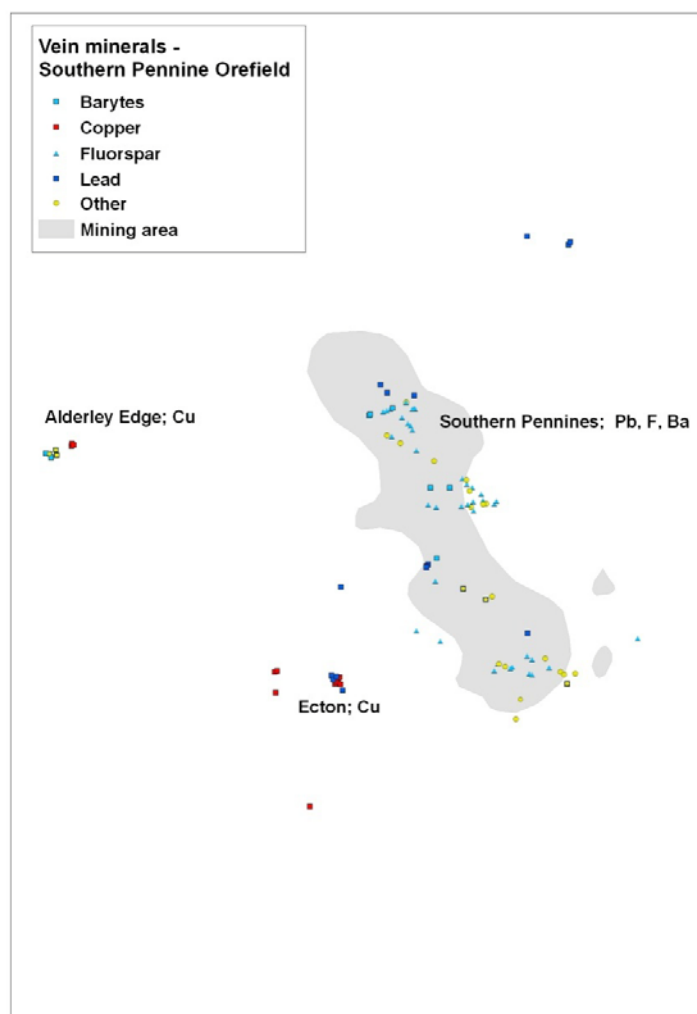 Vein minerals -
Southern Pennine Orefield
Barytes
Copper
Fluorspar
Lead
Other
Mining area
Alderley Edge; Cu
Southern Pennines; Pb, F, Ba
Ecton; Cu